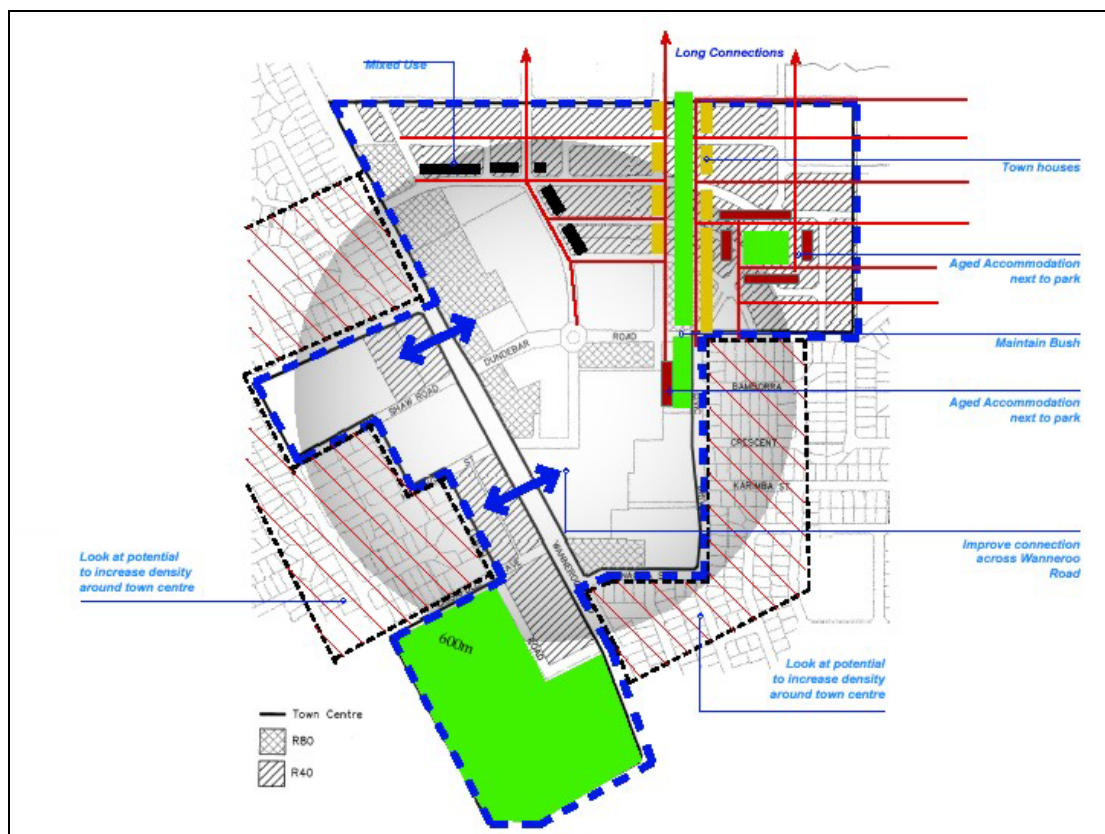 Long Connections
Mixed Use
Town houses
Aged Accommodation
next to park
Maintain Bush
ROAD
DUNDEBAR
SHAW ROAD
BAMBORRA
Aged Accommodation
next to park
CRESCENT
KARIMBA ST
WANNEROO
Improve connection
across Wanneroo
Road
Look at potential
to increase density
around town centre
600m
ROAD
Look at potential
to increase density
around town centre
Town Centre
R80
R40